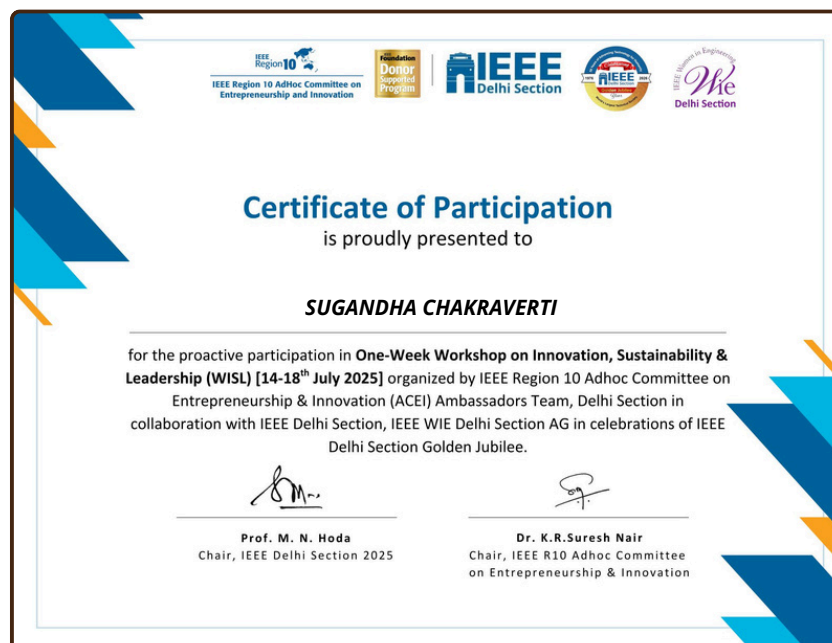 IEEE
Region 10
IEEE Region 10 AdHoc Committee on
Entrepreneurship and Innovation
IEEE
Foundation
Donor
Supported
Program
IEEE
Delhi Section
IEEE
IEEE Women in Engineering
Wie
Delhi Section
Certificate of Participation
is proudly presented to
SUGANDHA CHAKRAVERTI
for the proactive participation in One-Week Workshop on Innovation, Sustainability &
Leadership (WISL) [14-18th July 2025] organized by IEEE Region 10 Adhoc Committee on
Entrepreneurship & Innovation (ACEI) Ambassadors Team, Delhi Section in
collaboration with IEEE Delhi Section, IEEE WIE Delhi Section AG in celebrations of IEEE
Delhi Section Golden Jubilee.
Prof. M. N. Hoda
Chair, IEEE Delhi Section 2025
Dr. K.R.Suresh Nair
Chair, IEEE R10 Adhoc Committee
on Entrepreneurship & Innovation